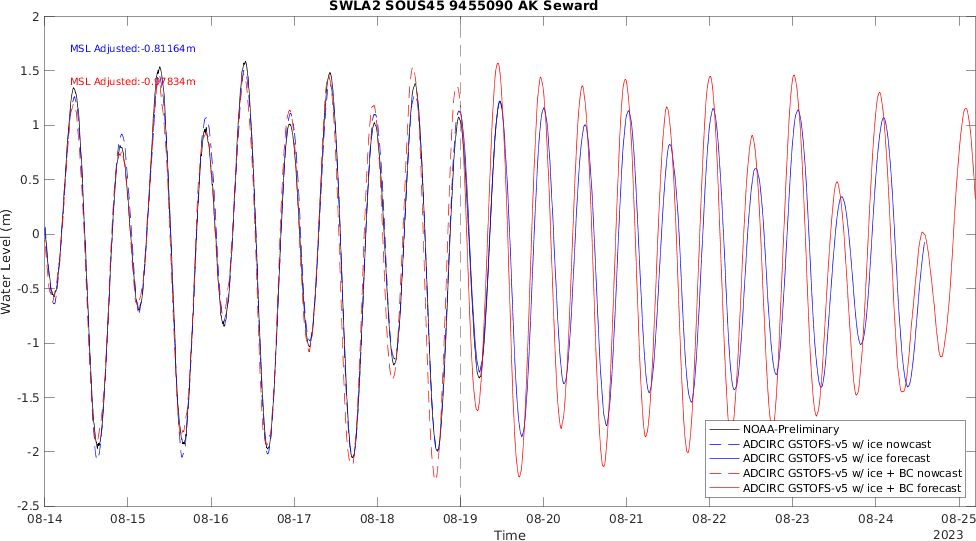 SWLA2 SOUS45 9455090 AK Seward
2
1.5
1
0.5
0
-0.5
-1
-1.5
-2
-2.5
Water Level (m)
MSL Adjusted:-0.81164m
MSL Adjusted:-0.97834m
NOAA-Preliminary
ADCIRC GSTOFS-v5 w/ ice nowcast
ADCIRC GSTOFS-v5 w/ ice forecast
ADCIRC GSTOFS-v5 w/ ice + BC nowcast
ADCIRC GSTOFS-v5 w/ ice + BC forecast
08-14 08-15 08-16 08-17 08-18 08-19 08-20 08-21 08-22 08-23 08-24 08-25
Time
2023